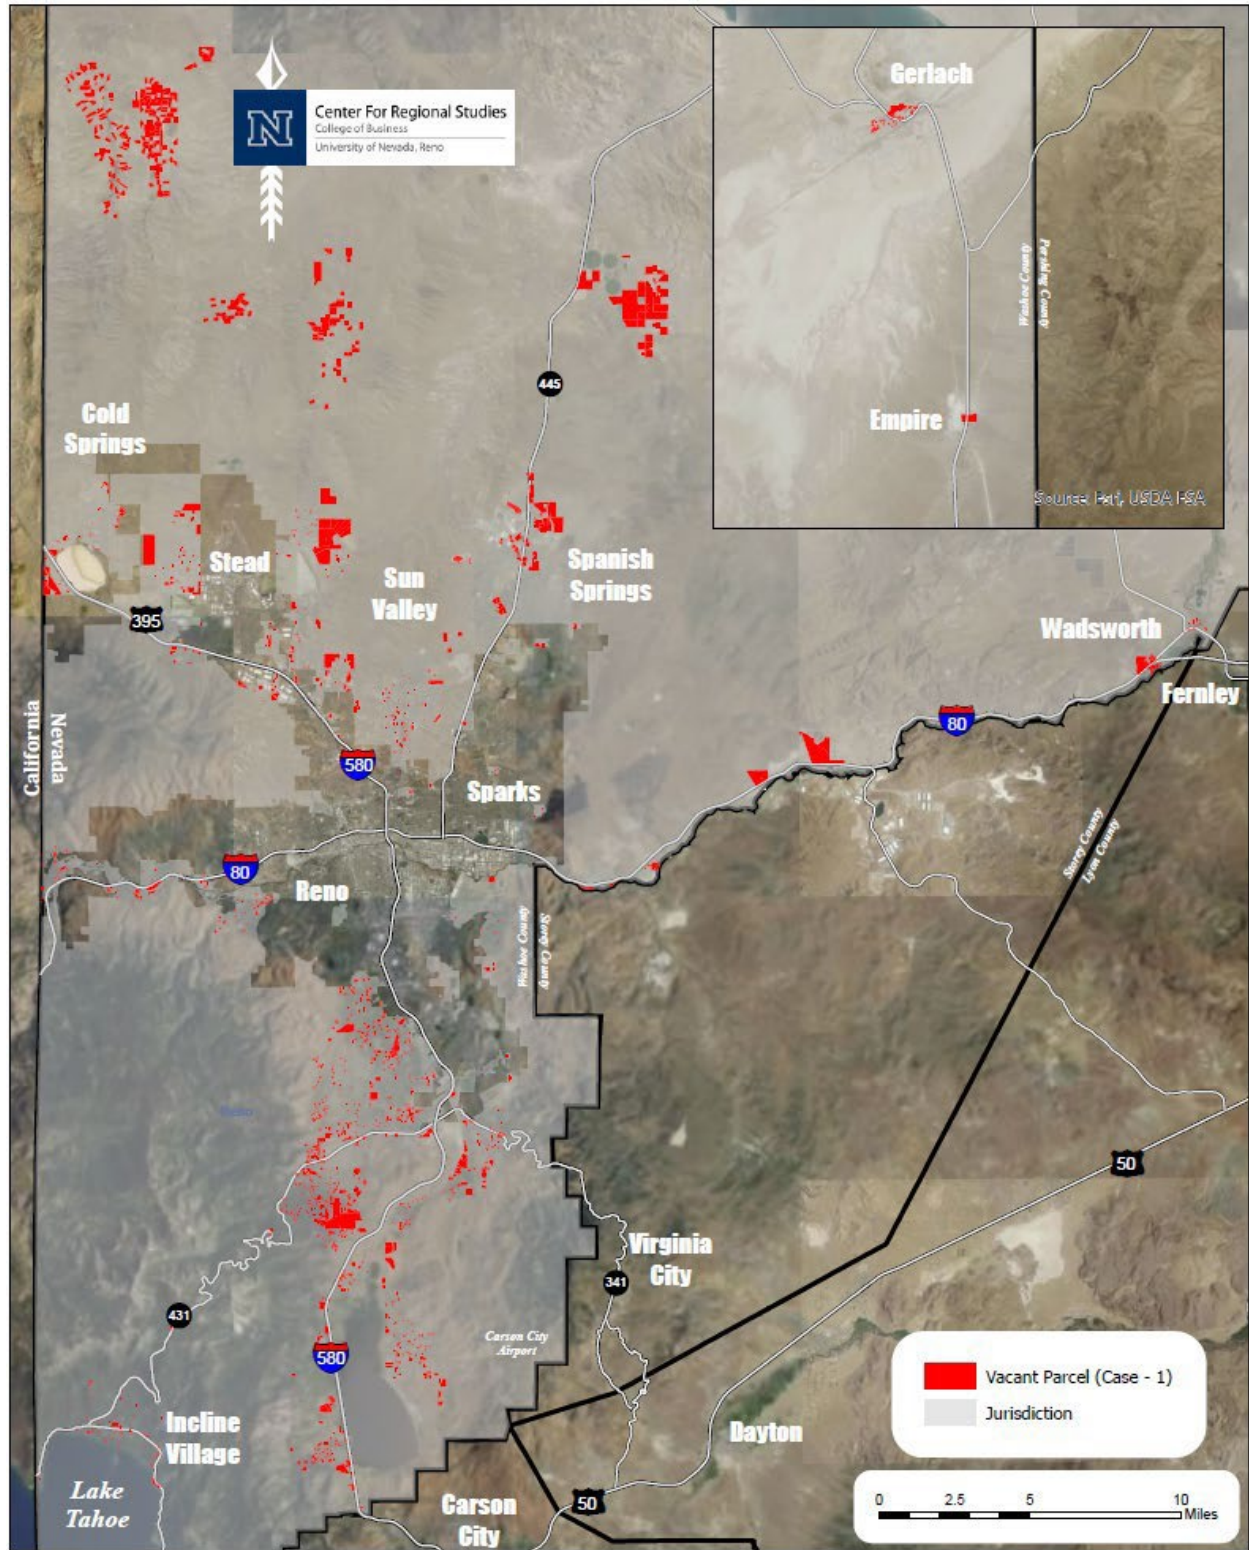 Center For Regional Studies
College of Business
University of Nevada, Reno
N
Gerlach
Washoe County
Pershing County
Empire
Source: Esri, USDA FSA
445
Cold
Springs
Stead
Sun
Valley
Spanish
Springs
395
Wadsworth
Fernley
California
Nevada
80
580
Sparks
80
Reno
Storey County
Lyon County
Washoe County
Storey County
Reno
50
Virginia
City
341
431
Carson City
Airport
580
Vacant Parcel (Case - 1)
Jurisdiction
Incline
Village
Dayton
Lake
Tahoe
Carson
City
50
0 2.5 5 10
Miles